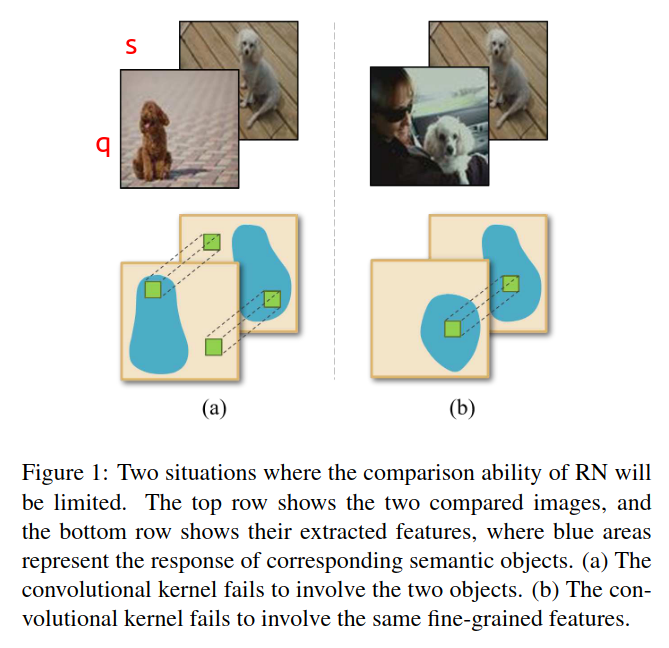 s
q
(a)
(b)
Figure 1: Two situations where the comparison ability of RN will
be limited. The top row shows the two compared images, and
the bottom row shows their extracted features, where blue areas
represent the response of corresponding semantic objects. (a) The
convolutional kernel fails to involve the two objects. (b) The con-
volutional kernel fails to involve the same fine-grained features.